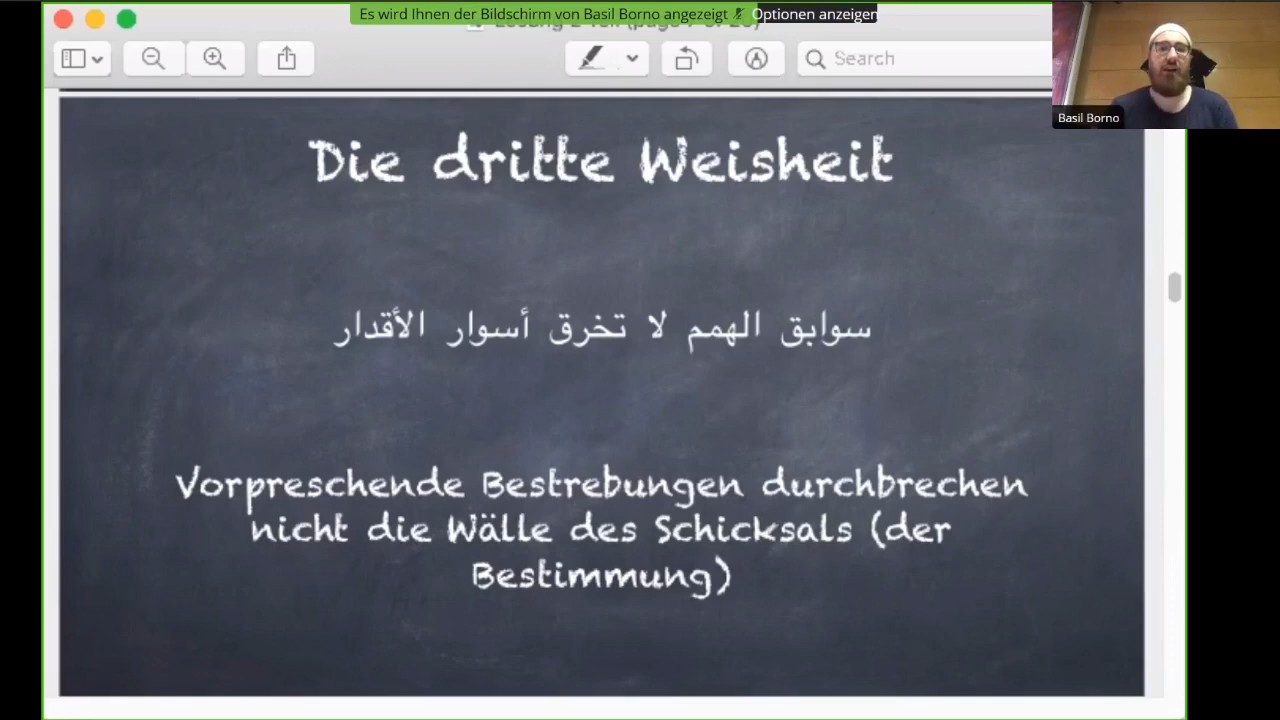 Es wird Ihnen der Bildschirm von Basil Borno angezeigt
Optionen anzeigen
Search
Basil Borno
Die dritte Weisheit
سوابق الهمم لا تخرق أسوار الأقدار
Vorpreschende Bestrebungen durchbrechen
nicht die Wälle des Schicksals (der
Bestimmung)